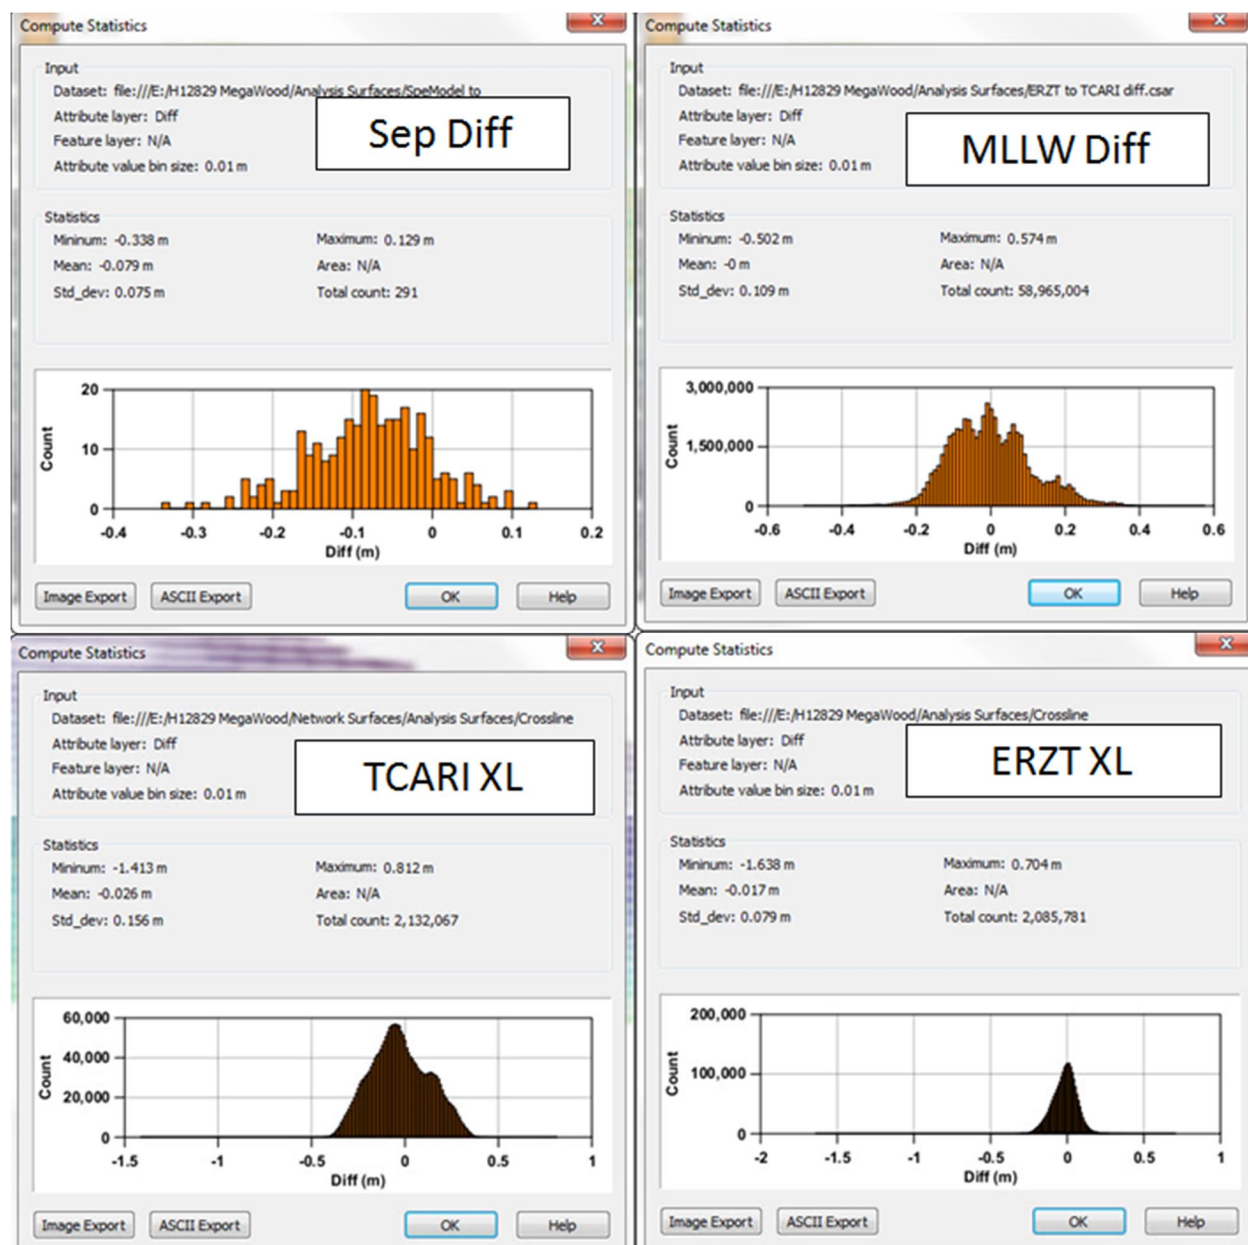 Compute Statistics
Input
Dataset: file:///E:/H12829 MegaWood/Analysis Surfaces/SpeModel to
Attribute layer: Diff
Feature layer: N/A
Attribute value bin size: 0.01 m
Sep Diff
Statistics
Mininum: -0.338 m
Maximum: 0.129 m
Mean: -0.079 m
Area: N/A
Std_dev: 0.075 m
Total count: 291
20
10
0
Count
-0.4 -0.3 -0.2 -0.1 0 0.1 0.2
Diff (m)
Image Export
ASCII Export
OK
Help
Compute Statistics
Input
Dataset: file:///E:/H12829 MegaWood/Analysis Surfaces/ERZT to TCARI diff.csar
Attribute layer: Diff
Feature layer: N/A
Attribute value bin size: 0.01 m
MLLW Diff
Statistics
Mininum: -0.502 m
Maximum: 0.574 m
Mean: -0 m
Area: N/A
Std_dev: 0.109 m
Total count: 58,965,004
3,000,000
1,500,000
0
Count
-0.6 -0.4 -0.2 0 0.2 0.4 0.6
Diff (m)
Image Export
ASCII Export
OK
Help
Compute Statistics
Input
Dataset: file:///E:/H12829 MegaWood/Network Surfaces/Analysis Surfaces/Crossline
Attribute layer: Diff
Feature layer: N/A
Attribute value bin size: 0.01 m
TCARI XL
Statistics
Mininum: -1.413 m
Maximum: 0.812 m
Mean: -0.026 m
Area: N/A
Std_dev: 0.156 m
Total count: 2,132,067
60,000
40,000
20,000
0
Count
-1.5 -1 -0.5 0 0.5 1
Diff (m)
Image Export
ASCII Export
OK
Help
Compute Statistics
Input
Dataset: file:///E:/H12829 MegaWood/Analysis Surfaces/Crossline
Attribute layer: Diff
Feature layer: N/A
Attribute value bin size: 0.01 m
ERZT XL
Statistics
Mininum: -1.638 m
Maximum: 0.704 m
Mean: -0.017 m
Area: N/A
Std_dev: 0.079 m
Total count: 2,085,781
200,000
100,000
0
Count
-2 -1.5 -1 -0.5 0 0.5 1
Diff (m)
Image Export
ASCII Export
OK
Help